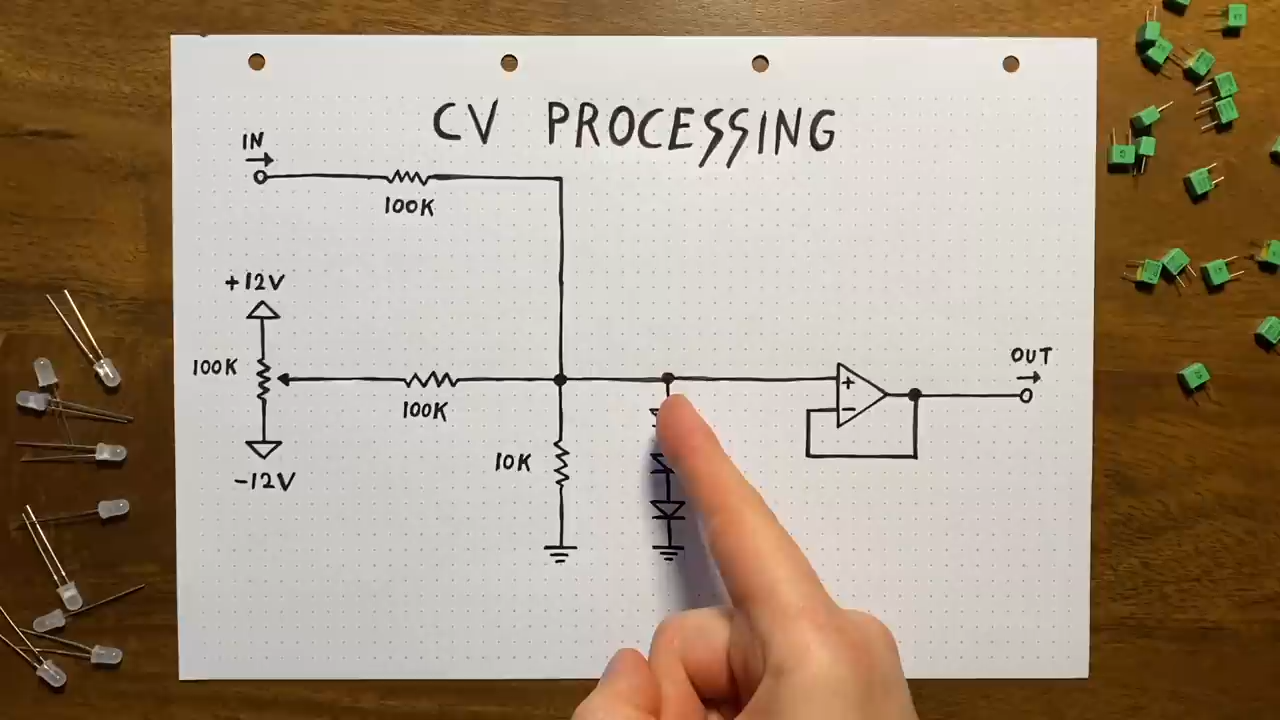 CV PROCESSING
IN
100K
+12V
100K
100K
-12V
10K
+
-
OUT